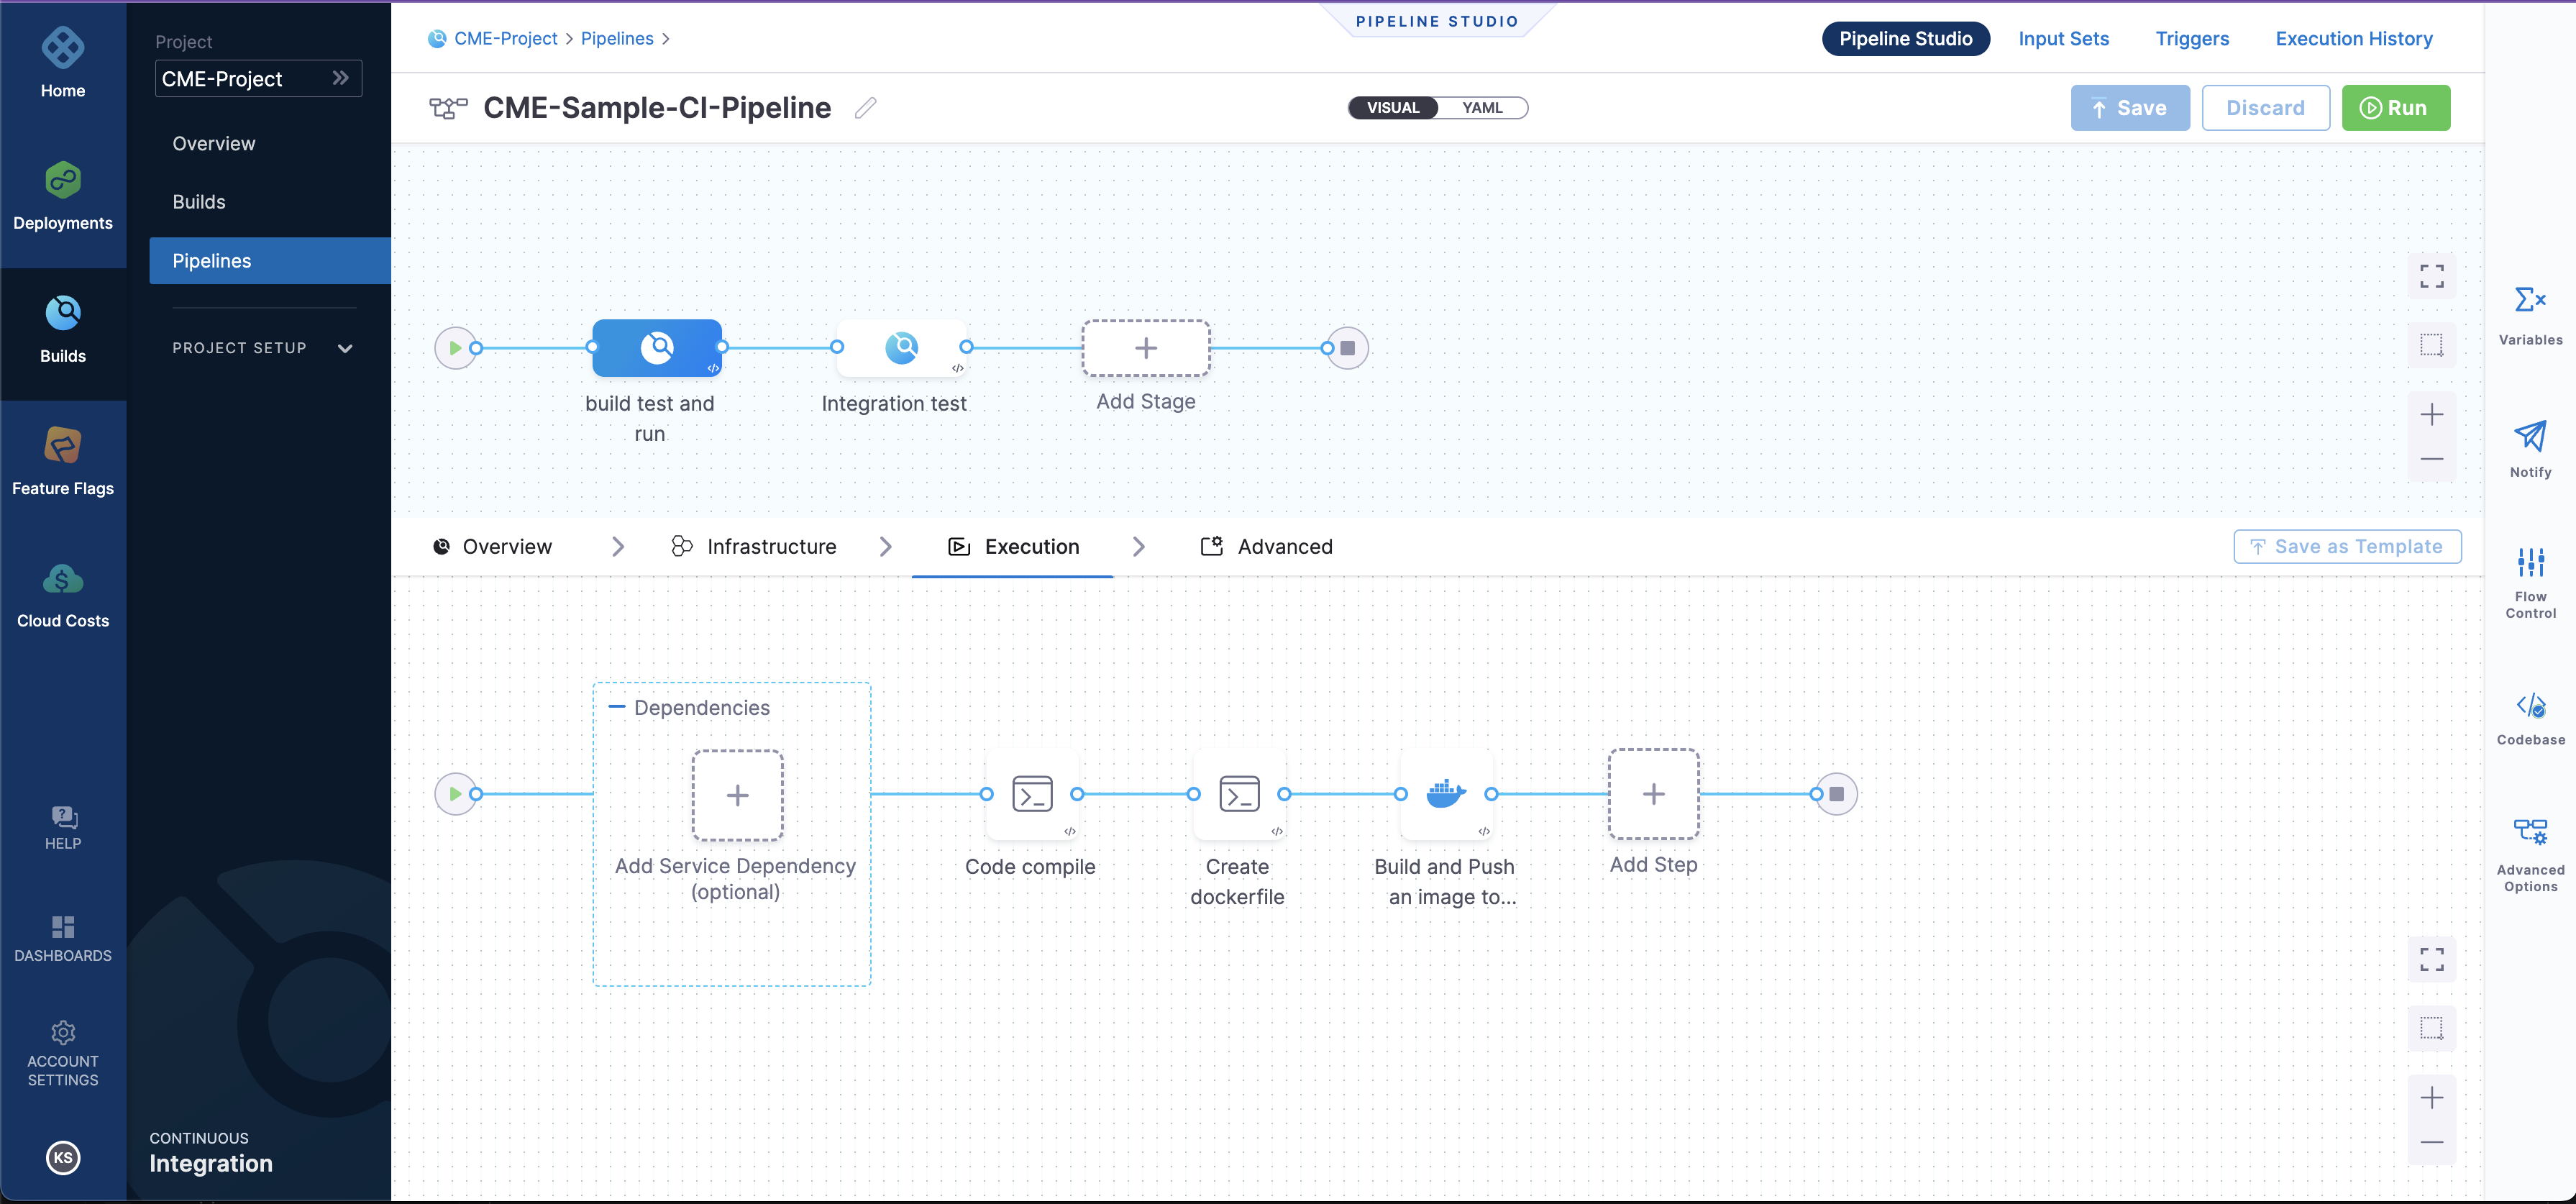 Home
Deployments
Builds
Feature Flags
Cloud Costs
HELP
DASHBOARDS
ACCOUNT
SETTINGS
KS
Project
CME-Project
Overview
Builds
Pipelines
PROJECT SETUP
CONTINUOUS
Integration
CME-Project > Pipelines >
PIPELINE STUDIO
Pipeline Studio
Input Sets
Triggers
Execution History
CME-Sample-CI-Pipeline
VISUAL
YAML
Save
Discard
Run
build test and
run
Integration test
Add Stage
Overview
Infrastructure
Execution
Advanced
Save as Template
Dependencies
Add Service Dependency
(optional)
Code compile
Create
dockerfile
Build and Push
an image to...
Add Step
Variables
Notify
Flow
Control
Codebase
Advanced
Options